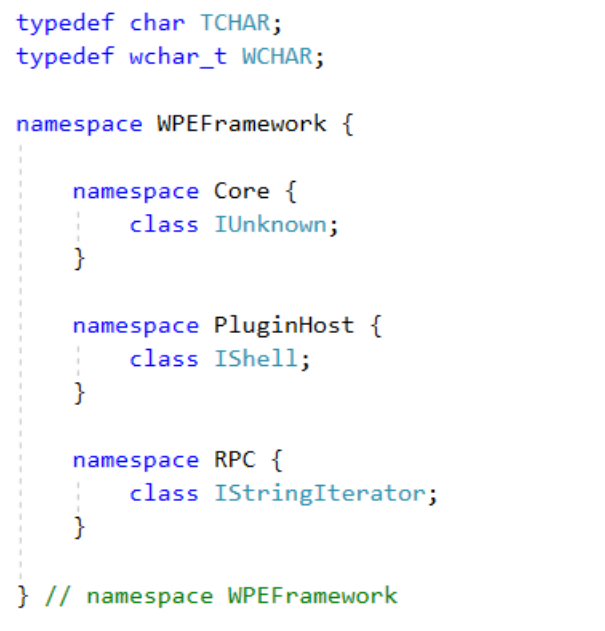 typedef char TCHAR;
typedef wchar_t WCHAR;
namespace WPEFramework {
namespace Core {
class IUnknown;
}
namespace PluginHost {
class IShell;
}
namespace RPC {
class IStringIterator;
}
} // namespace WPEFramework